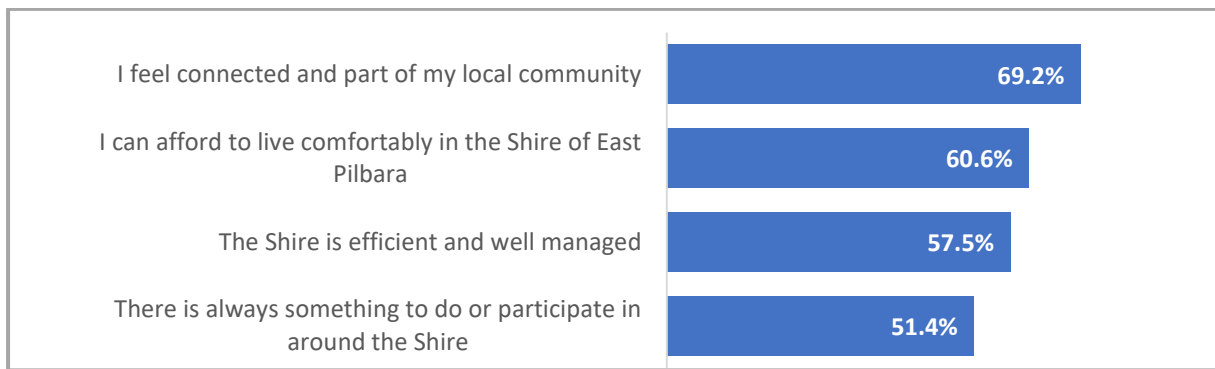 I feel connected and part of my local community
69.2%
I can afford to live comfortably in the Shire of East
Pilbara
60.6%
The Shire is efficient and well managed
57.5%
There is always something to do or participate in
around the Shire
51.4%